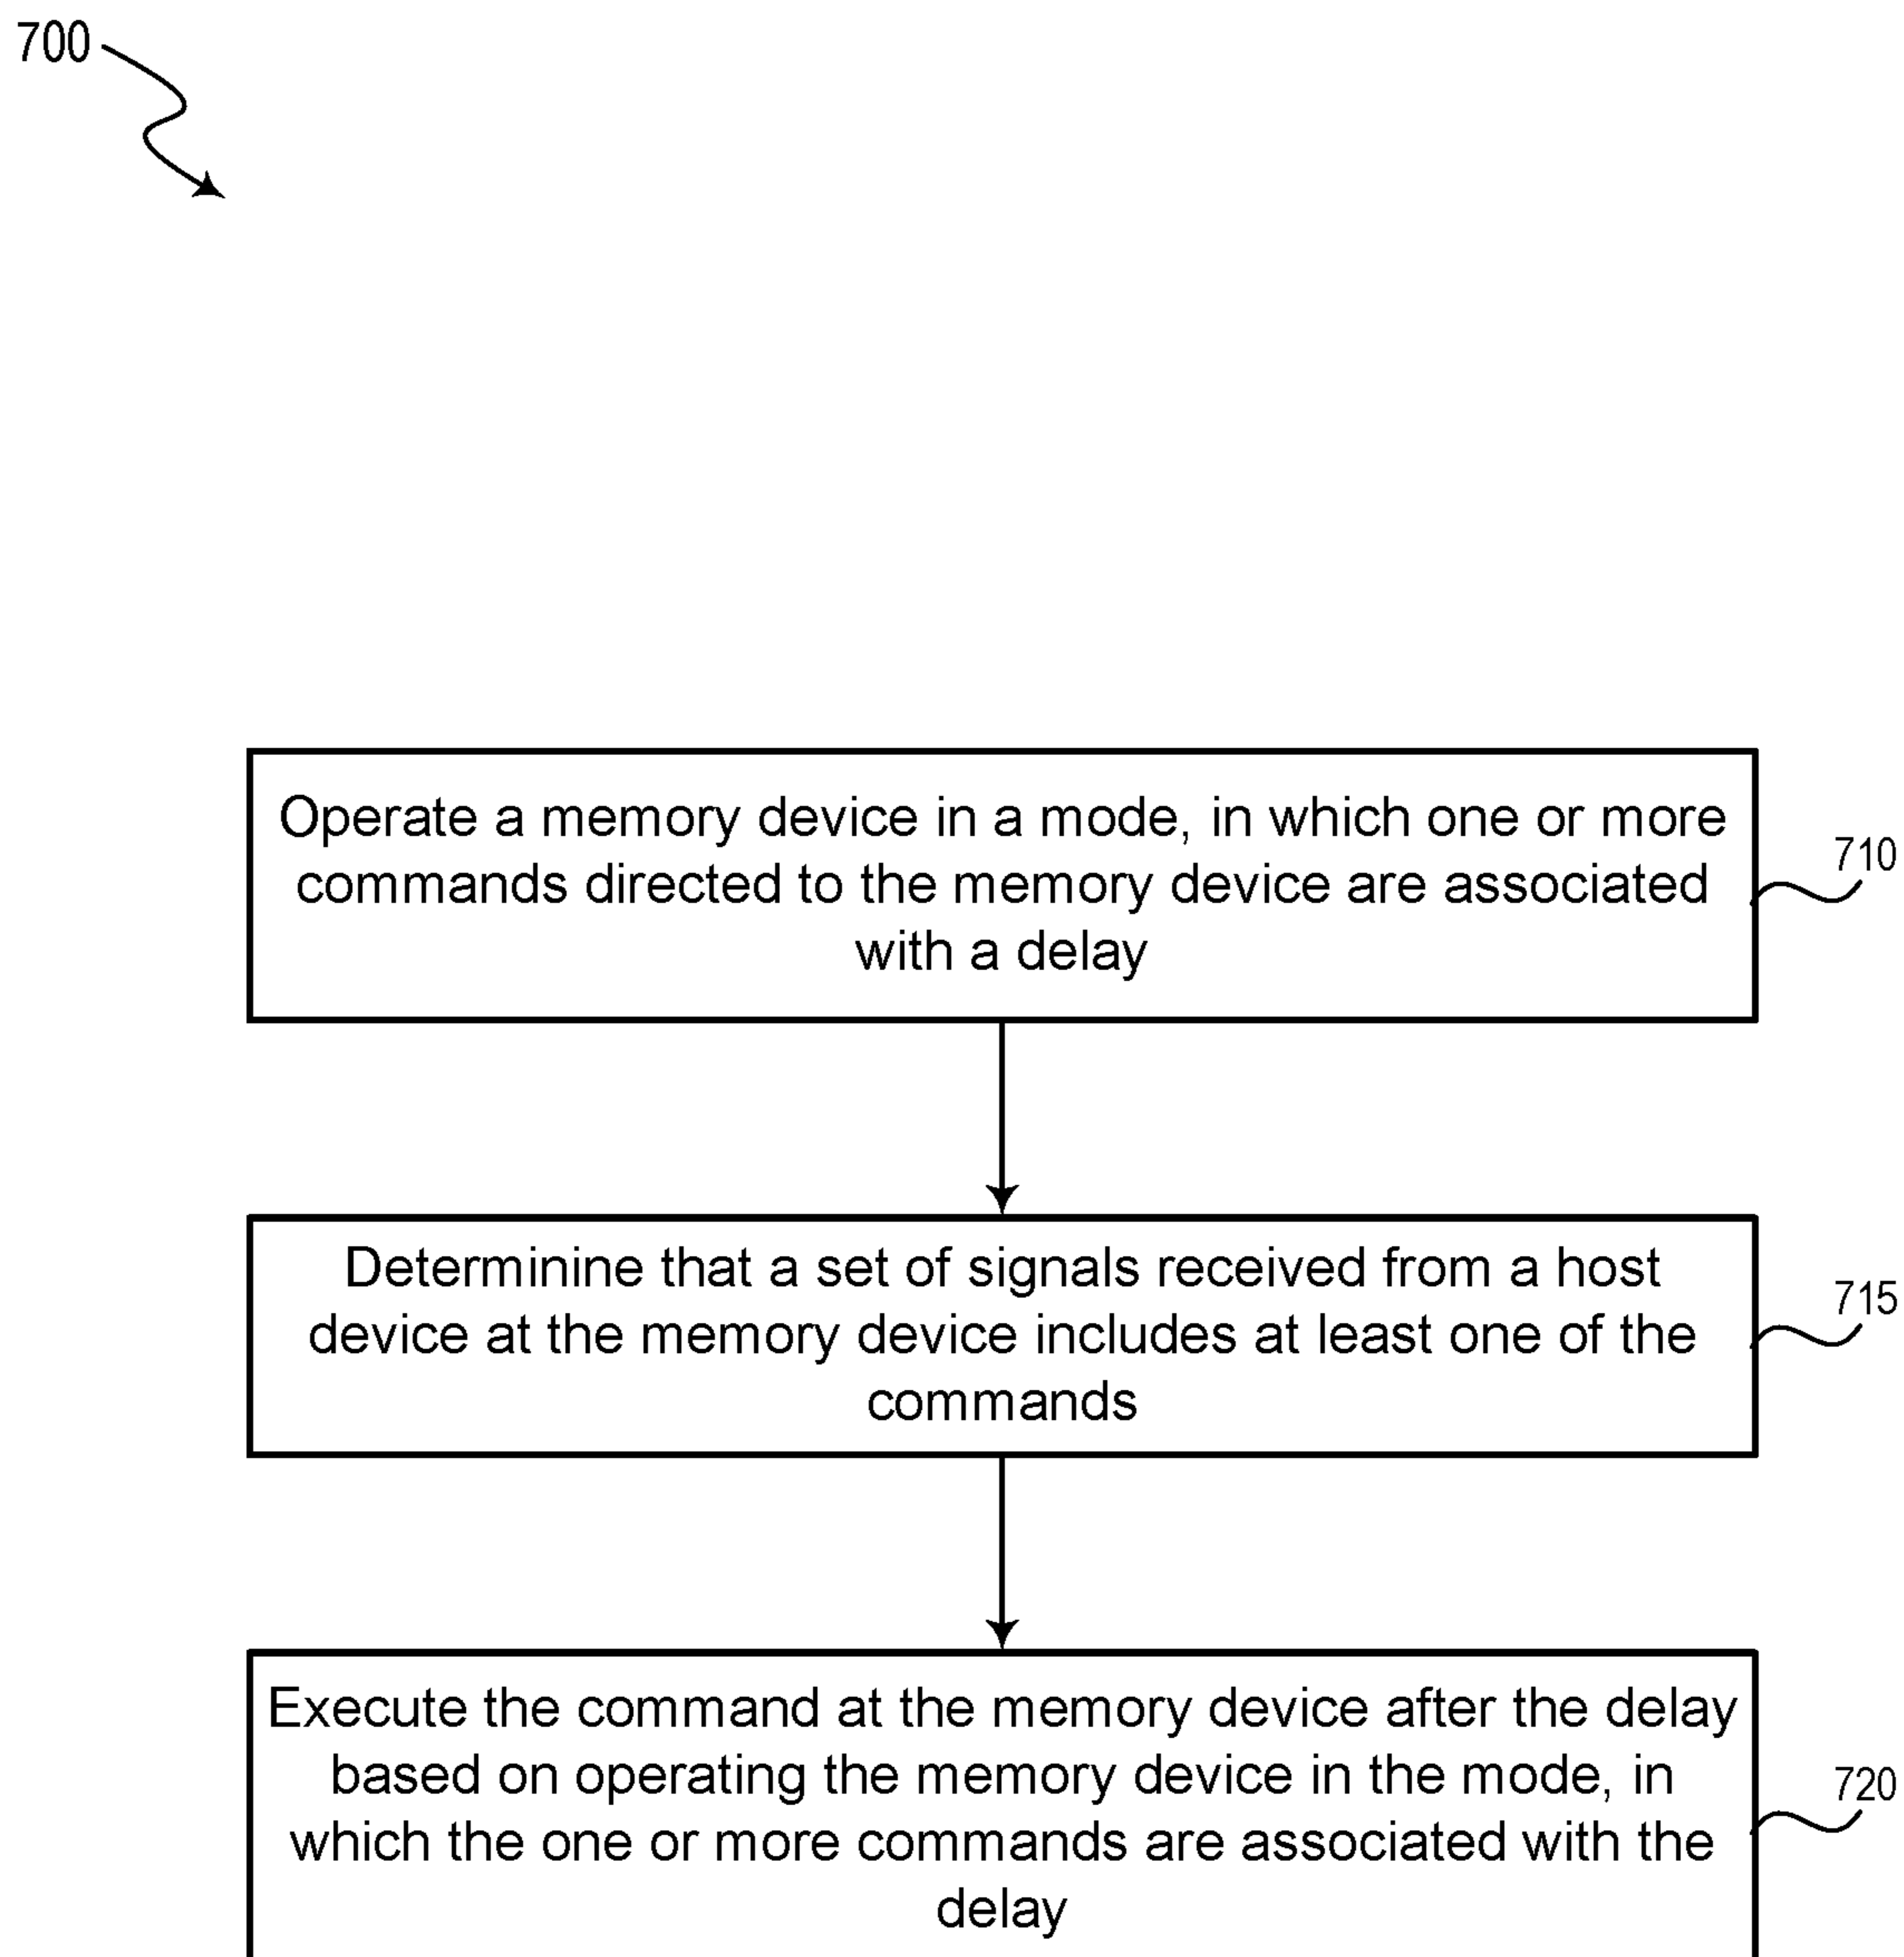 700
Operate a memory device in a mode, in which one or more
commands directed to the memory device are associated
with a delay
710
Determinine that a set of signals received from a host
device at the memory device includes at least one of the
commands
715
Execute the command at the memory device after the delay
based on operating the memory device in the mode, in
which the one or more commands are associated with the
delay
720